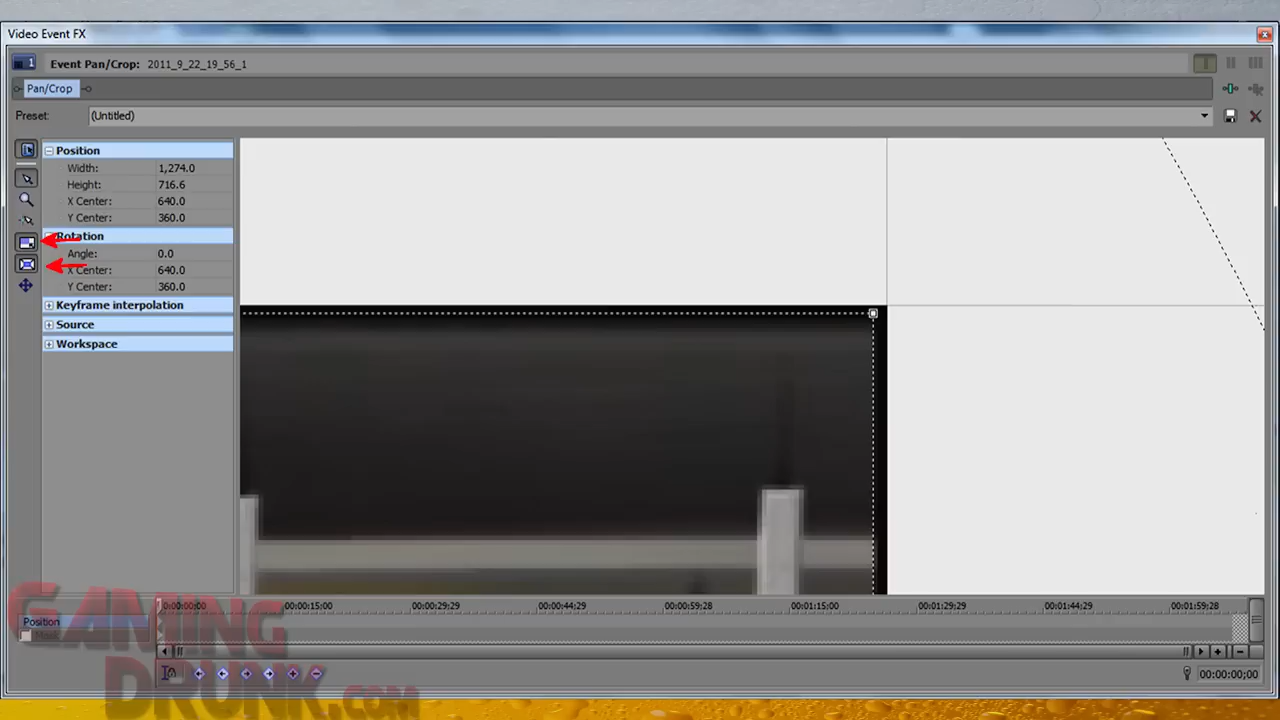 Video Event FX
1 Event Pan/Crop: 2011_9_22_19_56_1
Pan/Crop
Preset: (Untitled)
Position
Width: 1,274.0
Height: 716.6
X Center: 640.0
Y Center: 360.0
Rotation
Angle: 0.0
X Center: 640.0
Y Center: 360.0
Keyframe interpolation
Source
Workspace
0:00:00:00 00:00:15:00 00:00:29:29 00:00:44:29 00:00:59:28 00:01:15:00 00:01:29:29 00:01:44:29 00:01:59:28
Position
Mask
00:00:00;00
GAMING
DRUNK.COM